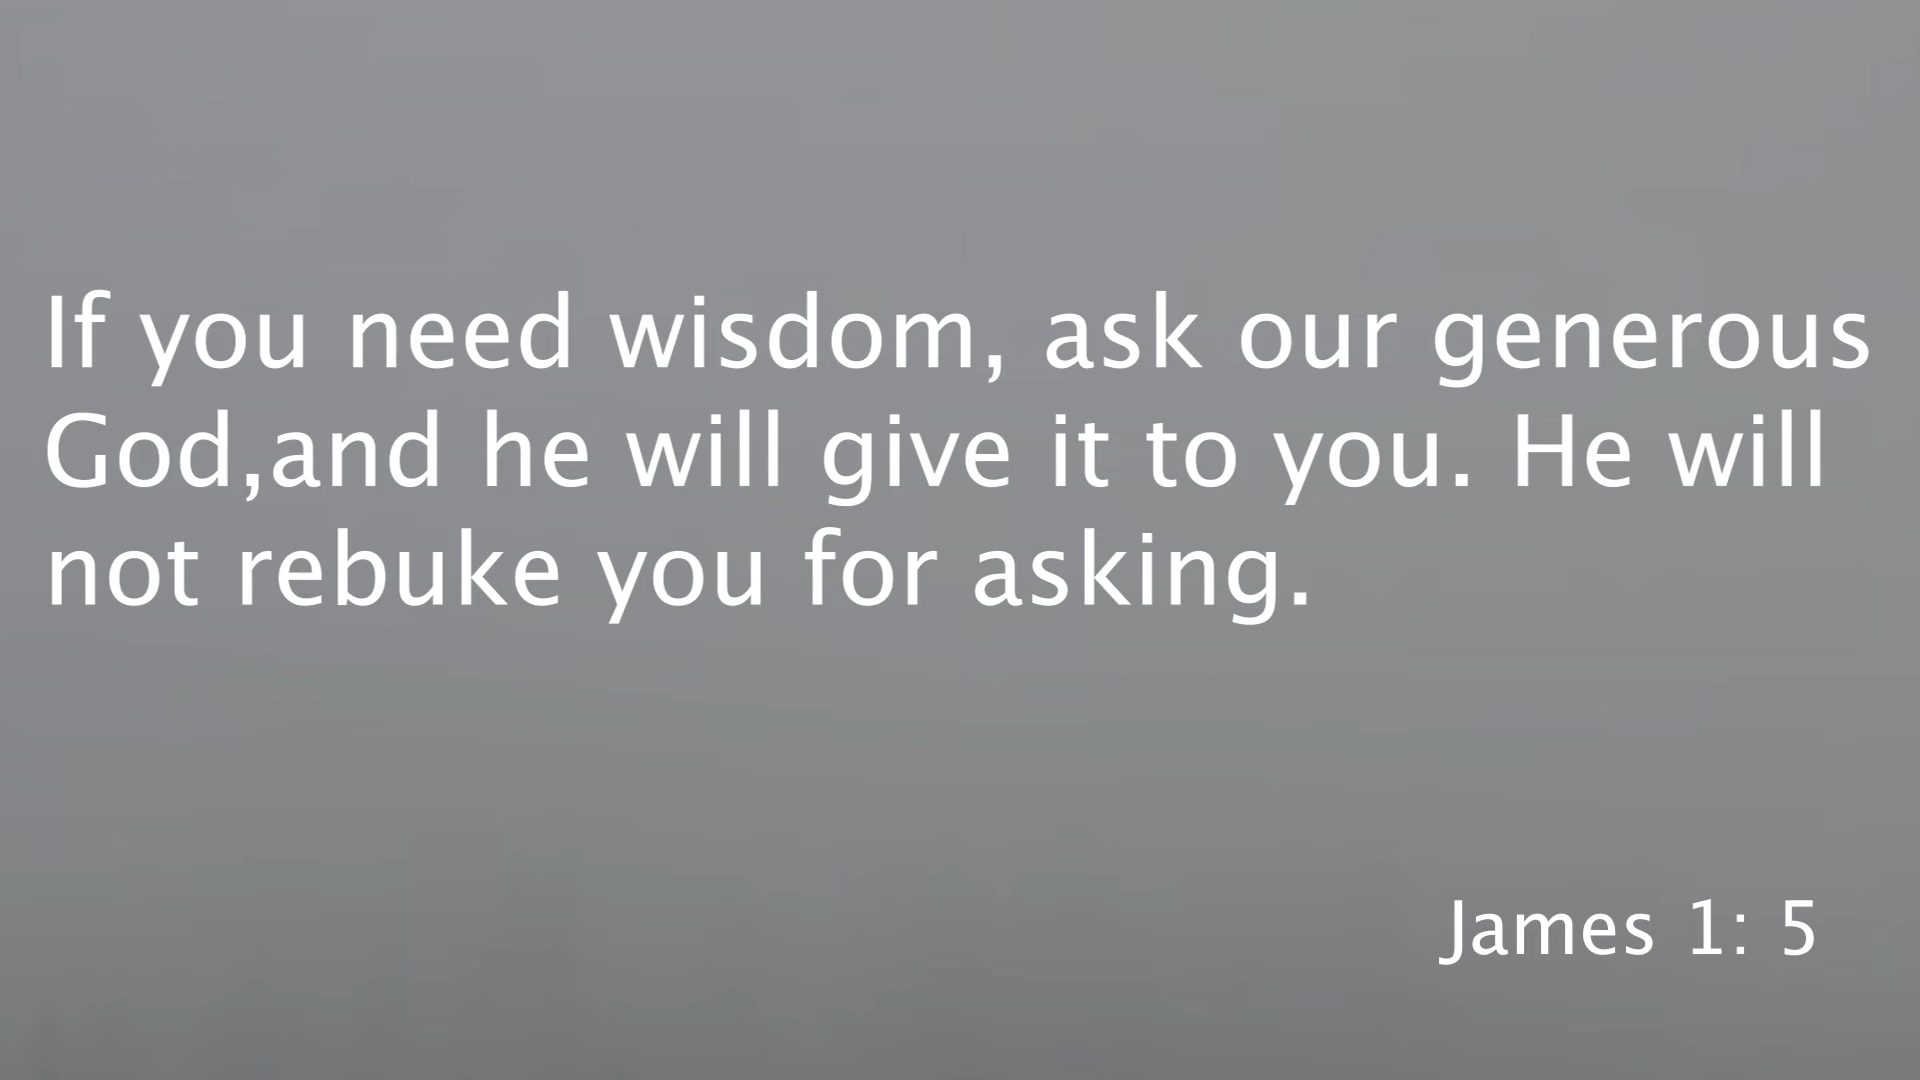 If you need wisdom, ask our generous
God,and he will give it to you. He will
not rebuke you for asking.
James 1: 5